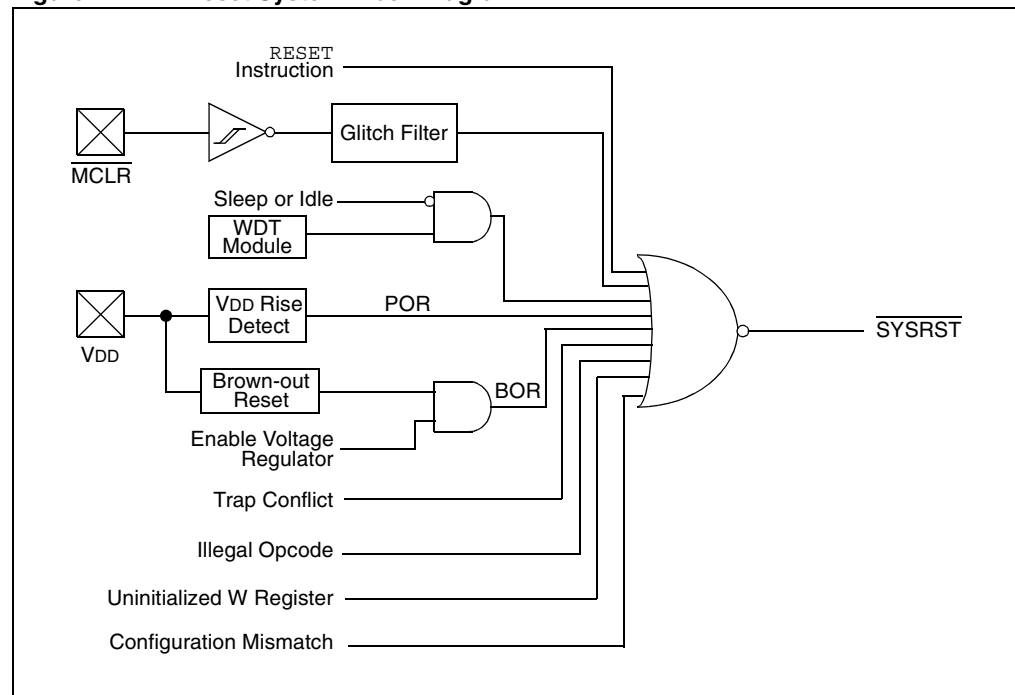 RESET
Instruction
Glitch Filter
MCLR
Sleep or Idle
WDT
Module
VDD Rise
Detect
POR
SYSRST
VDD
Brown-out
Reset
BOR
Enable Voltage
Regulator
Trap Conflict
Illegal Opcode
Uninitialized W Register
Configuration Mismatch